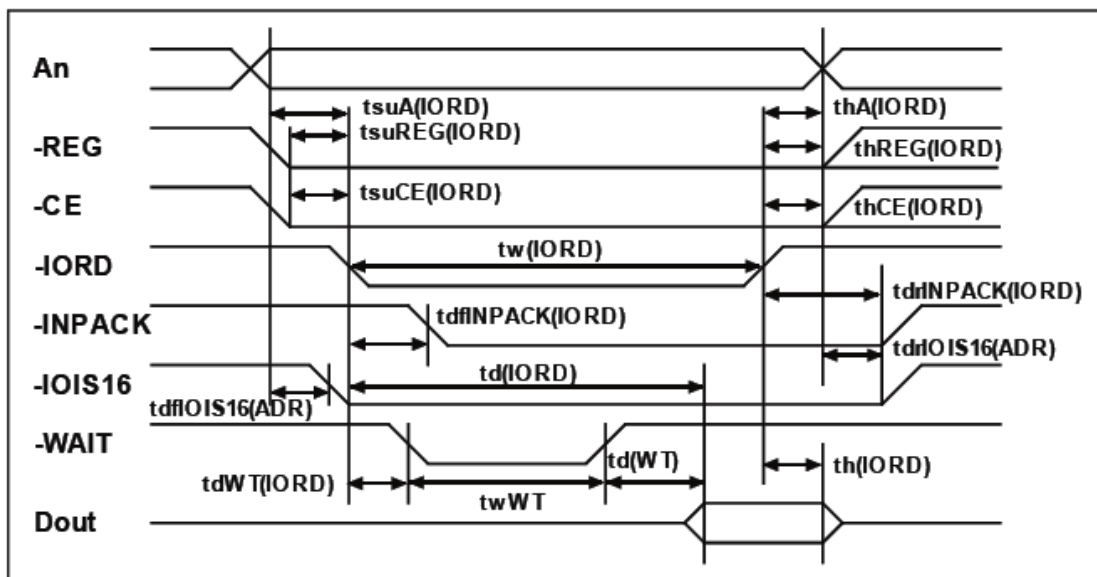 An
tsuA(IORD)
thA(IORD)
tsuREG(IORD)
-REG
thREG(IORD)
-CE
tsuCE(IORD)
thCE(IORD)
-IORD
tw(IORD)
tdrINPACK(IORD)
-INPACK
tdfINPACK(IORD)
tdrIOIS16(ADR)
-IOIS16
td(IORD)
tdfIOIS16(ADR)
-WAIT
td(WT)
th(IORD)
tdWT(IORD)
twWT
Dout